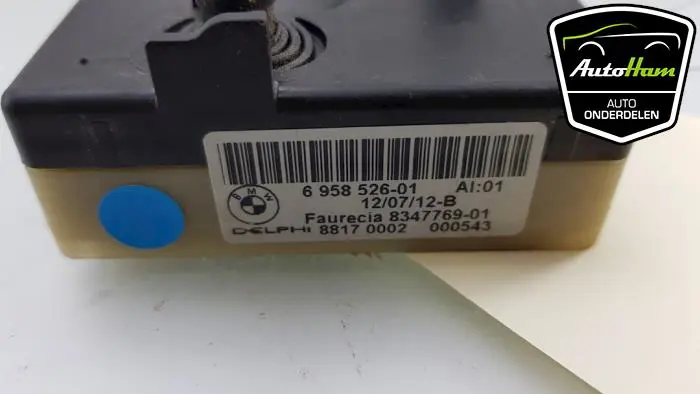 AutoHam
AUTO
ONDERDELEN
BMW
6 958 526-01 AI:01
12/07/12-B
Faurecia 8347769-01
DELPHI 8817 0002 000543